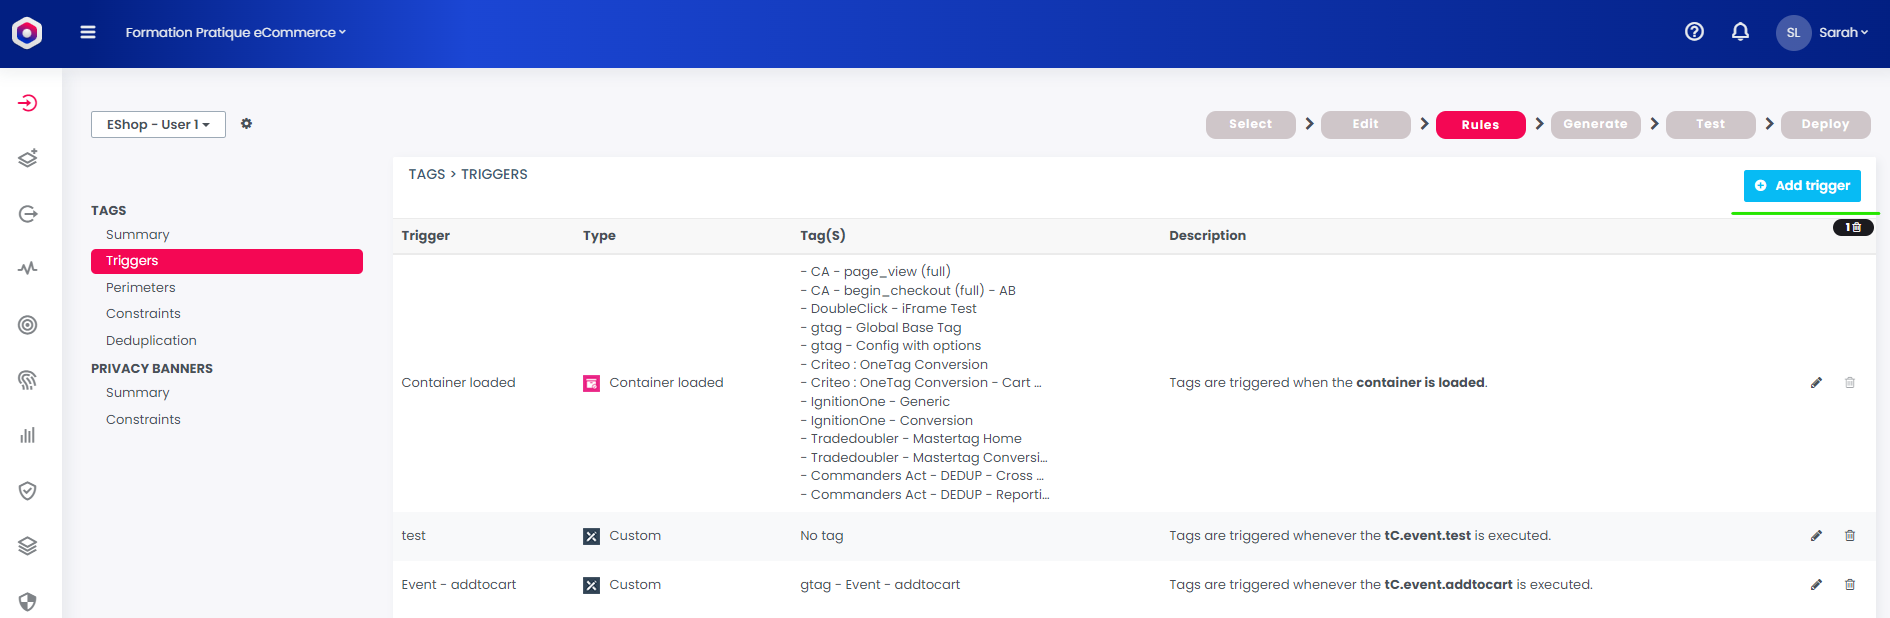 Formation Pratique eCommerce
SL Sarah
EShop - User 1
Select Edit Rules Generate Test Deploy
TAGS > TRIGGERS
Add trigger
TAGS
Summary
Triggers
Perimeters
Constraints
Deduplication
PRIVACY BANNERS
Summary
Constraints
1
Trigger Type Tag(S) Description
Container loaded Container loaded
- CA - page_view (full)
- CA - begin_checkout (full) - AB
- DoubleClick - iFrame Test
- gtag - Global Base Tag
- gtag - Config with options
- Criteo : OneTag Conversion
- Criteo : OneTag Conversion - Cart ...
- IgnitionOne - Generic
- IgnitionOne - Conversion
- Tradedoubler - Mastertag Home
- Tradedoubler - Mastertag Conversi...
- Commanders Act - DEDUP - Cross ...
- Commanders Act - DEDUP - Reporti...
Tags are triggered when the container is loaded.
test Custom No tag Tags are triggered whenever the tC.event.test is executed.
Event - addtocart Custom gtag - Event - addtocart Tags are triggered whenever the tC.event.addtocart is executed.